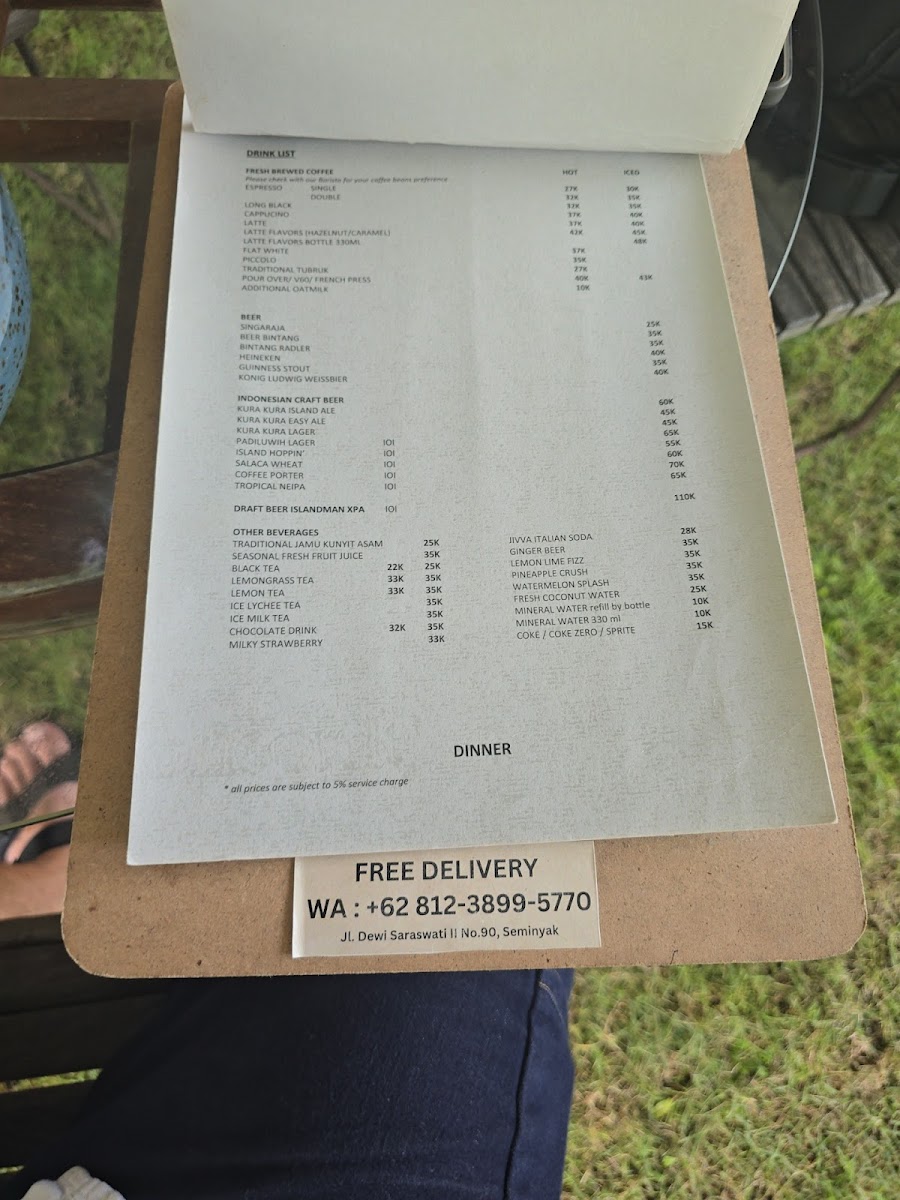 DRINK LIST
FRESH BREWED COFFEE HOT ICED
Please check with our Barista for your coffee beans preference
ESPRESSO SINGLE 27K 30K
DOUBLE 32K 35K
LONG BLACK 32K 35K
CAPPUCINO 37K 40K
LATTE 37K 40K
LATTE FLAVORS (HAZELNUT/CARAMEL) 42K 45K
LATTE FLAVORS BOTTLE 330ML 48K
FLAT WHITE 37K
PICCOLO 35K
TRADITIONAL TUBRUK 27K
POUR OVER/ V60/ FRENCH PRESS 40K 43K
ADDITIONAL OATMILK 10K
BEER
SINGARAJA 25K
BEER BINTANG 35K
BINTANG RADLER 35K
HEINEKEN 40K
GUINNESS STOUT 35K
KONIG LUDWIG WEISSBIER 40K
INDONESIAN CRAFT BEER
KURA KURA ISLAND ALE 60K
KURA KURA EASY ALE 45K
KURA KURA LAGER 45K
PADILUWIH LAGER IOI 65K
ISLAND HOPPIN' IOI 55K
SALACA WHEAT IOI 60K
COFFEE PORTER IOI 70K
TROPICAL NEIPA IOI 65K
DRAFT BEER ISLANDMAN XPA IOI 110K
OTHER BEVERAGES
TRADITIONAL JAMU KUNYIT ASAM 25K
SEASONAL FRESH FRUIT JUICE 35K
BLACK TEA 22K 25K
LEMONGRASS TEA 33K 35K
LEMON TEA 33K 35K
ICE LYCHEE TEA 35K
ICE MILK TEA 35K
CHOCOLATE DRINK 32K 35K
MILKY STRAWBERRY 33K
JIVVA ITALIAN SODA 28K
GINGER BEER 35K
LEMON LIME FIZZ 35K
PINEAPPLE CRUSH 35K
WATERMELON SPLASH 35K
FRESH COCONUT WATER 25K
MINERAL WATER refill by bottle 10K
MINERAL WATER 330 ml 10K
COKE / COKE ZERO / SPRITE 15K
DINNER
* all prices are subject to 5% service charge
FREE DELIVERY
WA : +62 812-3899-5770
Jl. Dewi Saraswati II No.90, Seminyak